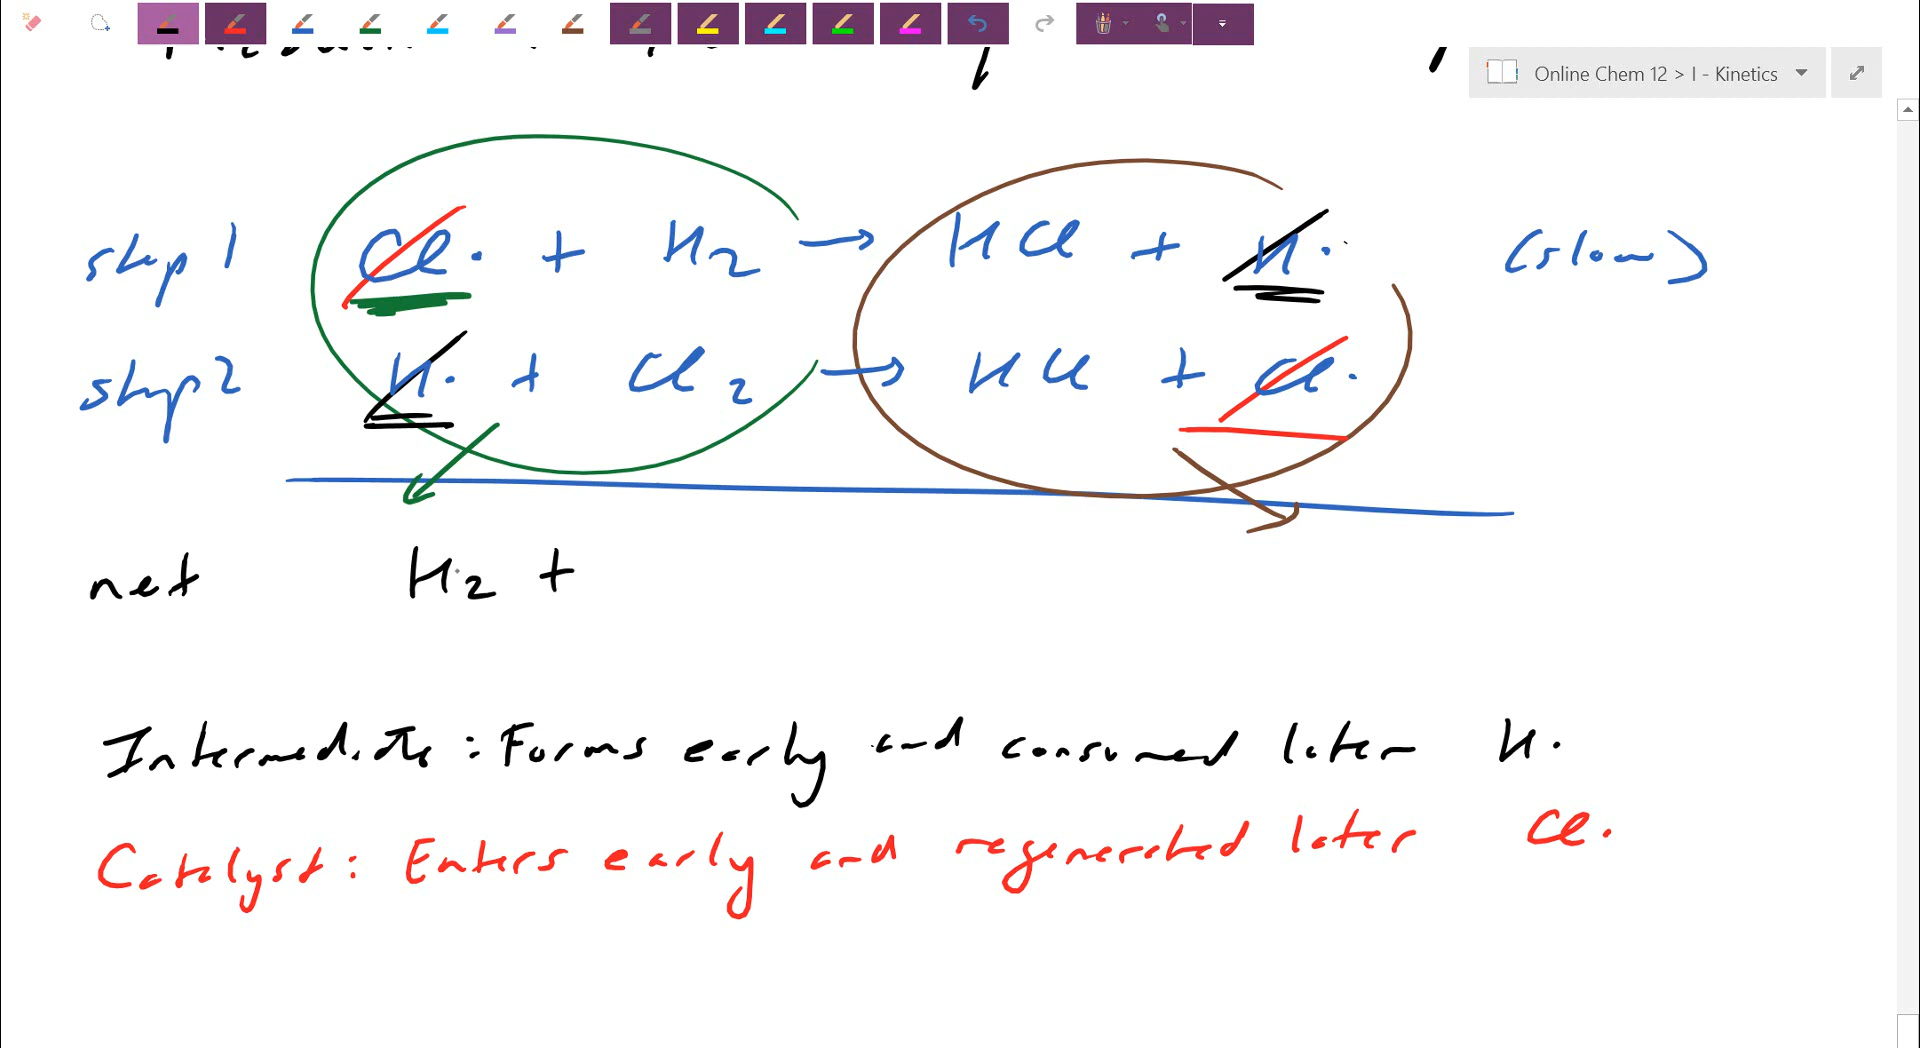 Online Chem 12 > I - Kinetics
step 1 Cl· + H2 → HCl + H· (slow)
step 2 H· + Cl2 → HCl + Cl·
net H2 +
Intermediate : Forms early and consumed later H·
Catalyst : Enters early and regenerated later Cl·